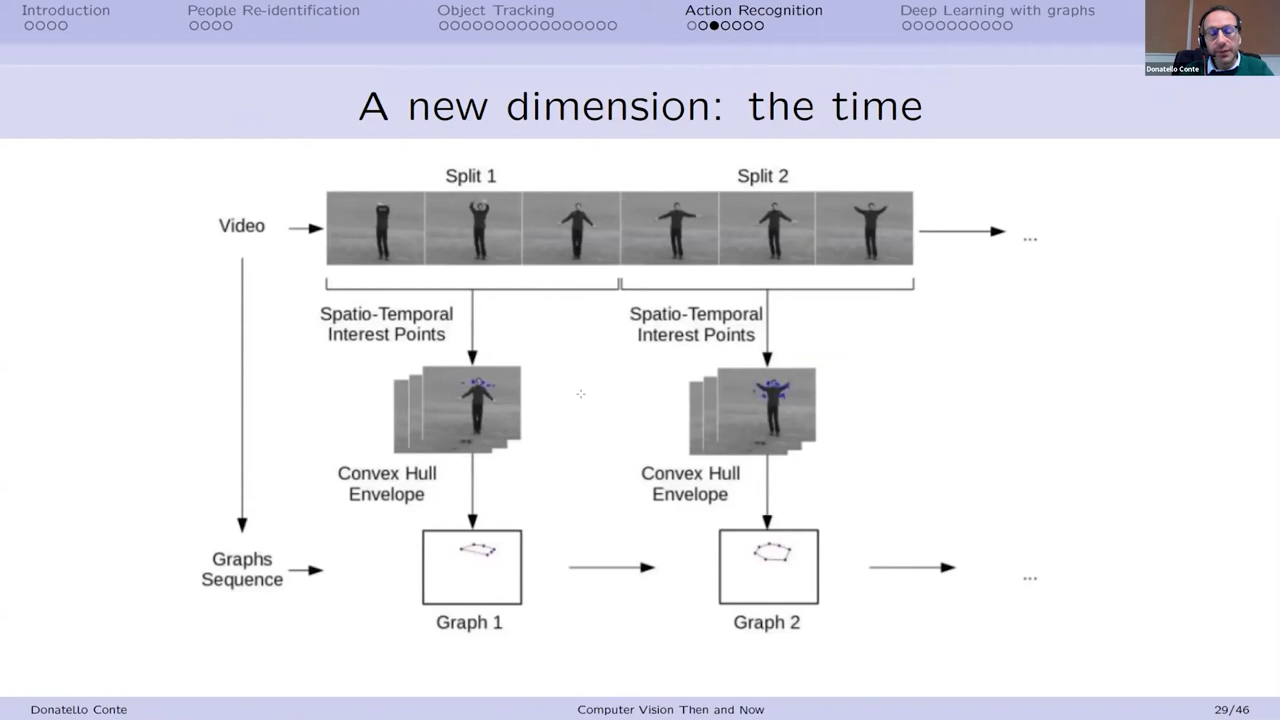 Introduction
People Re-identification
Object Tracking
Action Recognition
Deep Learning with graphs
Donatello Conte
A new dimension: the time
Split 1
Split 2
Video
...
Spatio-Temporal
Interest Points
Spatio-Temporal
Interest Points
Convex Hull
Envelope
Convex Hull
Envelope
Graphs
Sequence
...
Graph 1
Graph 2
Donatello Conte
Computer Vision Then and Now
29/46